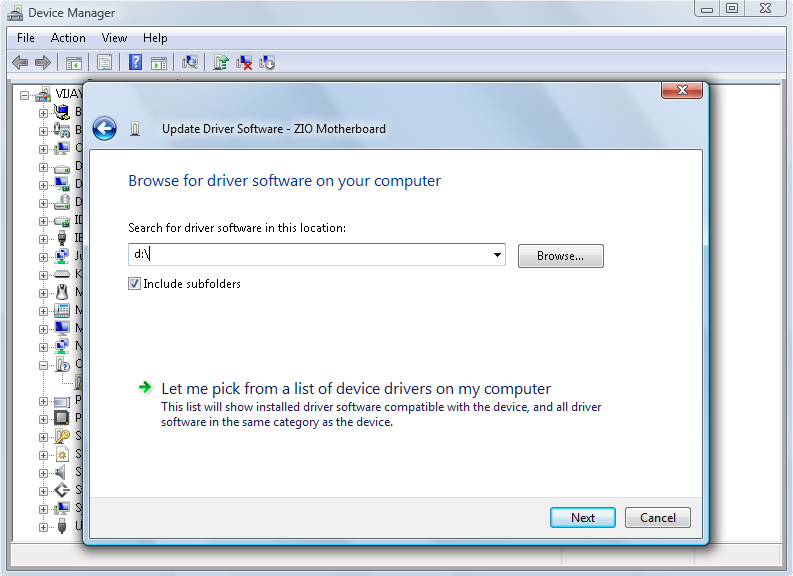 Device Manager
File Action View Help
VIJAY
Update Driver Software - ZIO Motherboard
Browse for driver software on your computer
Search for driver software in this location:
d:\
Browse...
Include subfolders
Let me pick from a list of device drivers on my computer
This list will show installed driver software compatible with the device, and all driver
software in the same category as the device.
Next
Cancel